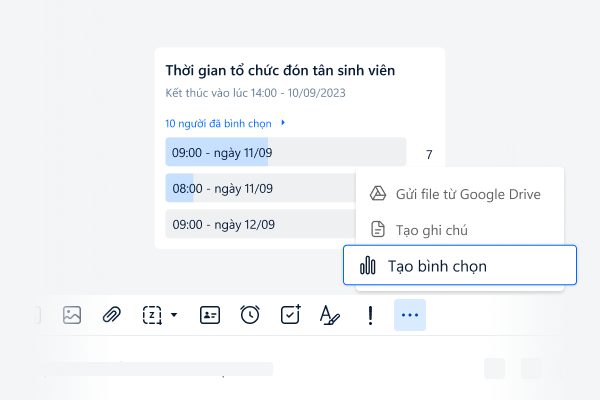 Thời gian tổ chức đón tân sinh viên
Kết thúc vào lúc 14:00 - 10/09/2023
10 người đã bình chọn
09:00 - ngày 11/09
7
08:00 - ngày 11/09
09:00 - ngày 12/09
Gửi file từ Google Drive
Tạo ghi chú
Tạo bình chọn